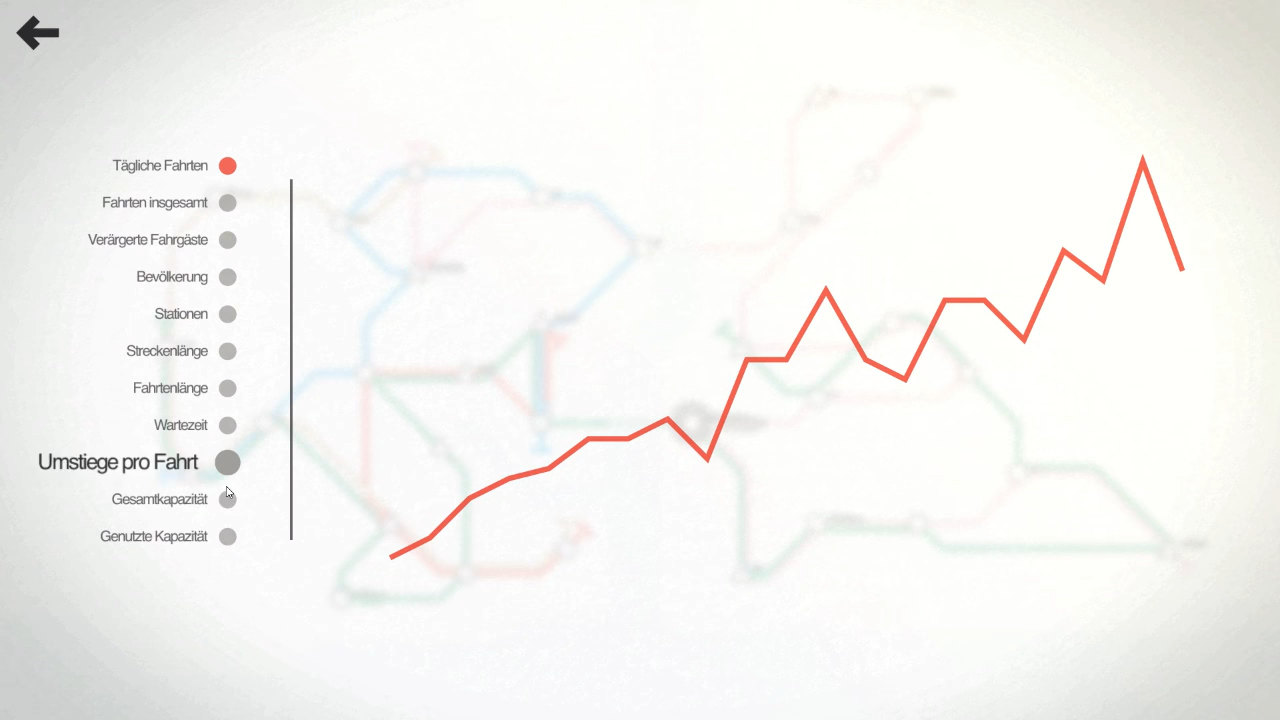 Tägliche Fahrten
Fahrten insgesamt
Verärgerte Fahrgäste
Bevölkerung
Stationen
Streckenlänge
Fahrtenlänge
Wartezeit
Umstiege pro Fahrt
Gesamtkapazität
Genutzte Kapazität